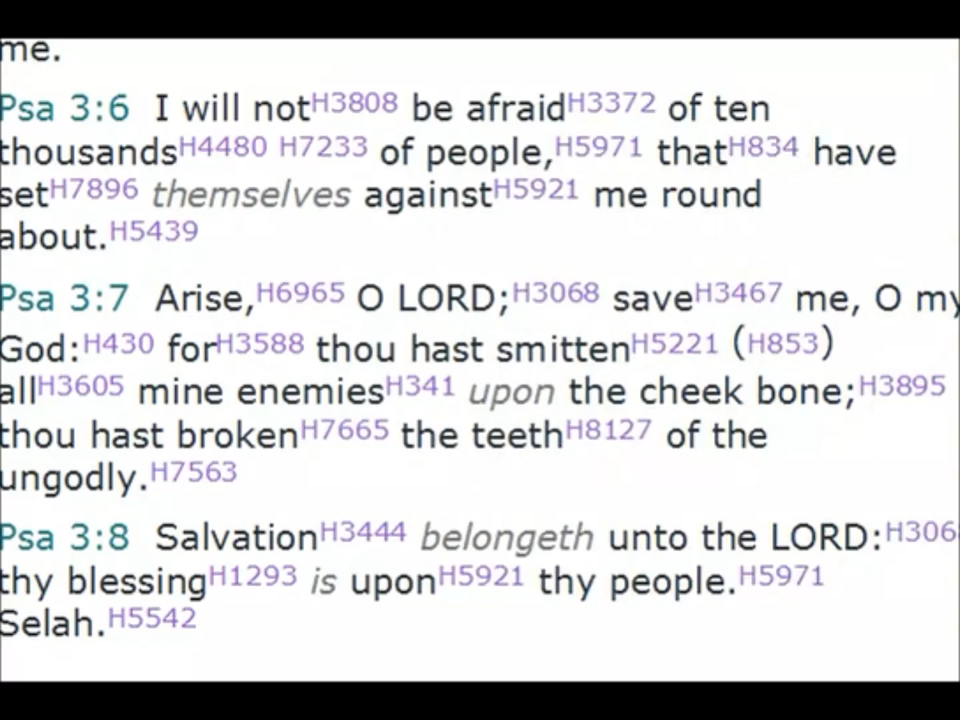 me.
Psa 3:6 I will notH3808 be afraidH3372 of ten
thousandsH4480 H7233 of people,H5971 thatH834 have
setH7896 themselves againstH5921 me round
about.H5439
Psa 3:7 Arise,H6965 O LORD;H3068 saveH3467 me, O my
God:H430 forH3588 thou hast smittenH5221 (H853)
allH3605 mine enemiesH341 upon the cheek bone;H3895
thou hast brokenH7665 the teethH8127 of the
ungodly.H7563
Psa 3:8 SalvationH3444 belongeth unto the LORD:H3068
thy blessingH1293 is uponH5921 thy people.H5971
Selah.H5542